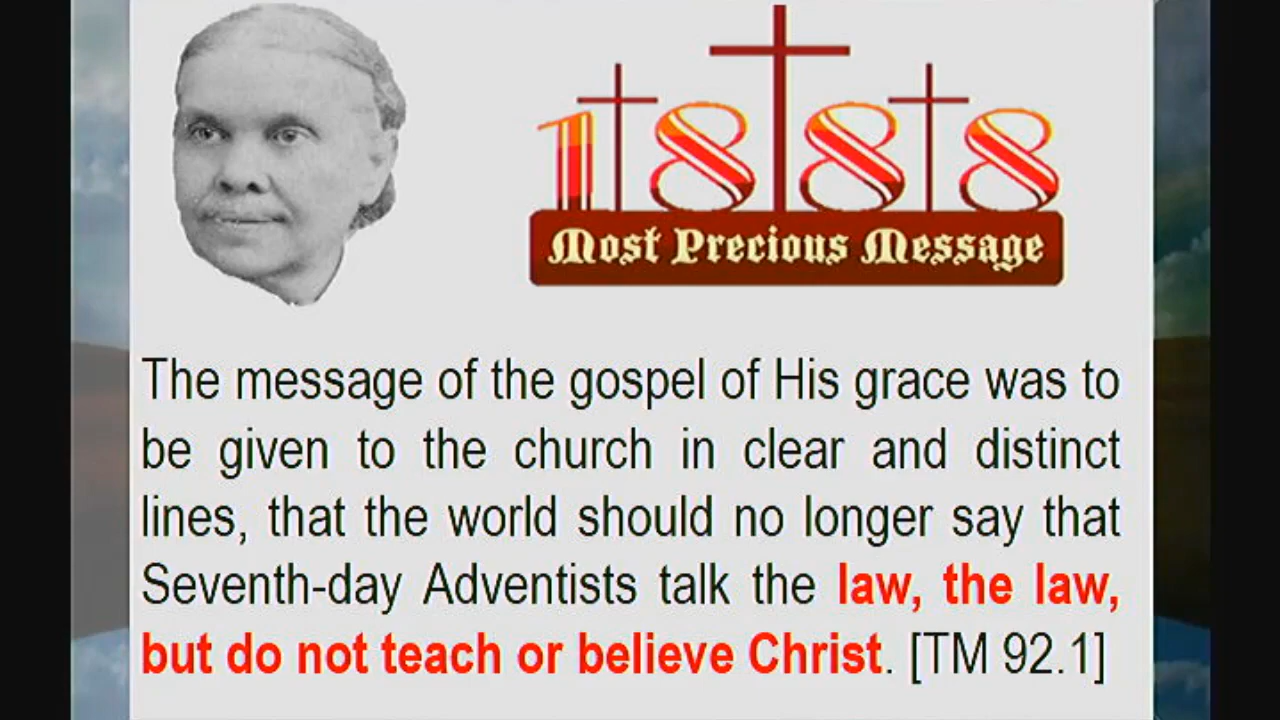 1888
Most Precious Message
The message of the gospel of His grace was to
be given to the church in clear and distinct
lines, that the world should no longer say that
Seventh-day Adventists talk the law, the law,
but do not teach or believe Christ. [TM 92.1]